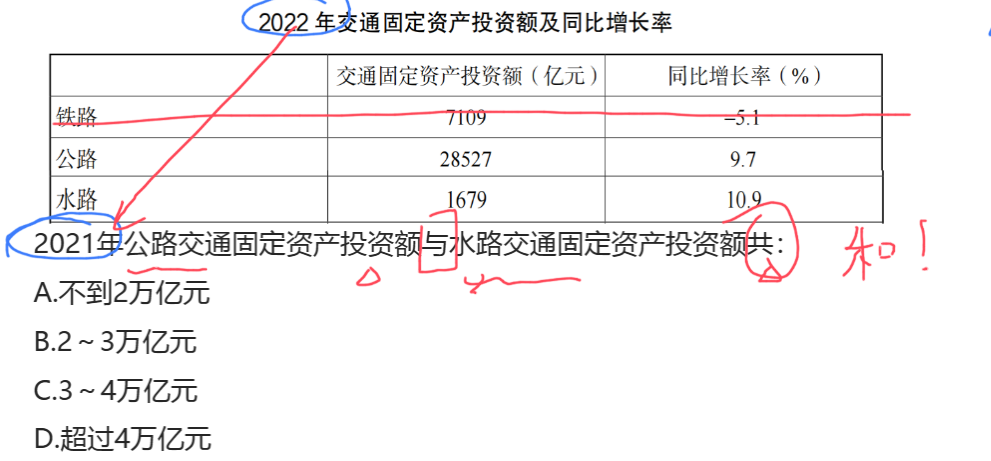 2022 年交通固定资产投资额及同比增长率
交通固定资产投资额（亿元） 同比增长率（%）
铁路 7109 –5.1
公路 28527 9.7
水路 1679 10.9
2021年公路交通固定资产投资额与水路交通固定资产投资额共：
和！
A.不到2万亿元
B.2～3万亿元
C.3～4万亿元
D.超过4万亿元